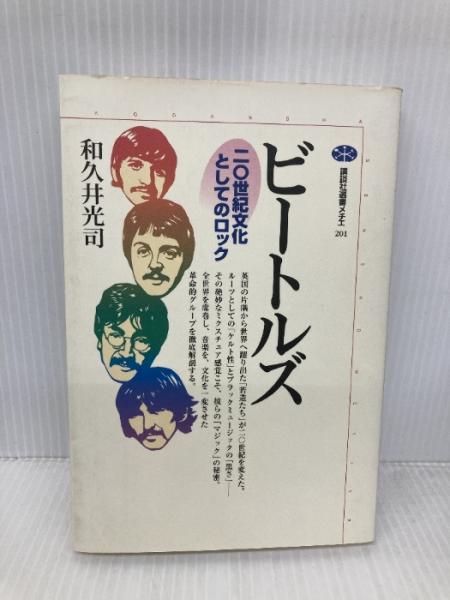 KODANSHA
講談社選書メチエ
201
ビートルズ
二〇世紀文化
としてのロック
和久井光司
英国の片隅から世界へ躍り出た「若造たち」が二〇世紀を変えた。
ルーツとしての「ケルト性」とブラックミュージックの「黒さ」――
その絶妙なミクスチュア感覚こそ、彼らの「マジック」の秘密。
全世界を席巻し、音楽を、文化を一変させた
革命的グループを徹底解剖する。